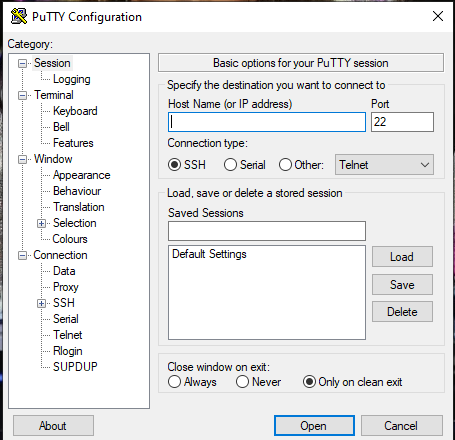 PuTTY Configuration
Category:
Session
Logging
Terminal
Keyboard
Bell
Features
Window
Appearance
Behaviour
Translation
Selection
Colours
Connection
Data
Proxy
SSH
Serial
Telnet
Rlogin
SUPDUP
Basic options for your PuTTY session
Specify the destination you want to connect to
Host Name (or IP address) Port
22
Connection type:
SSH Serial Other: Telnet
Load, save or delete a stored session
Saved Sessions
Default Settings
Load
Save
Delete
Close window on exit:
Always Never Only on clean exit
About Open Cancel